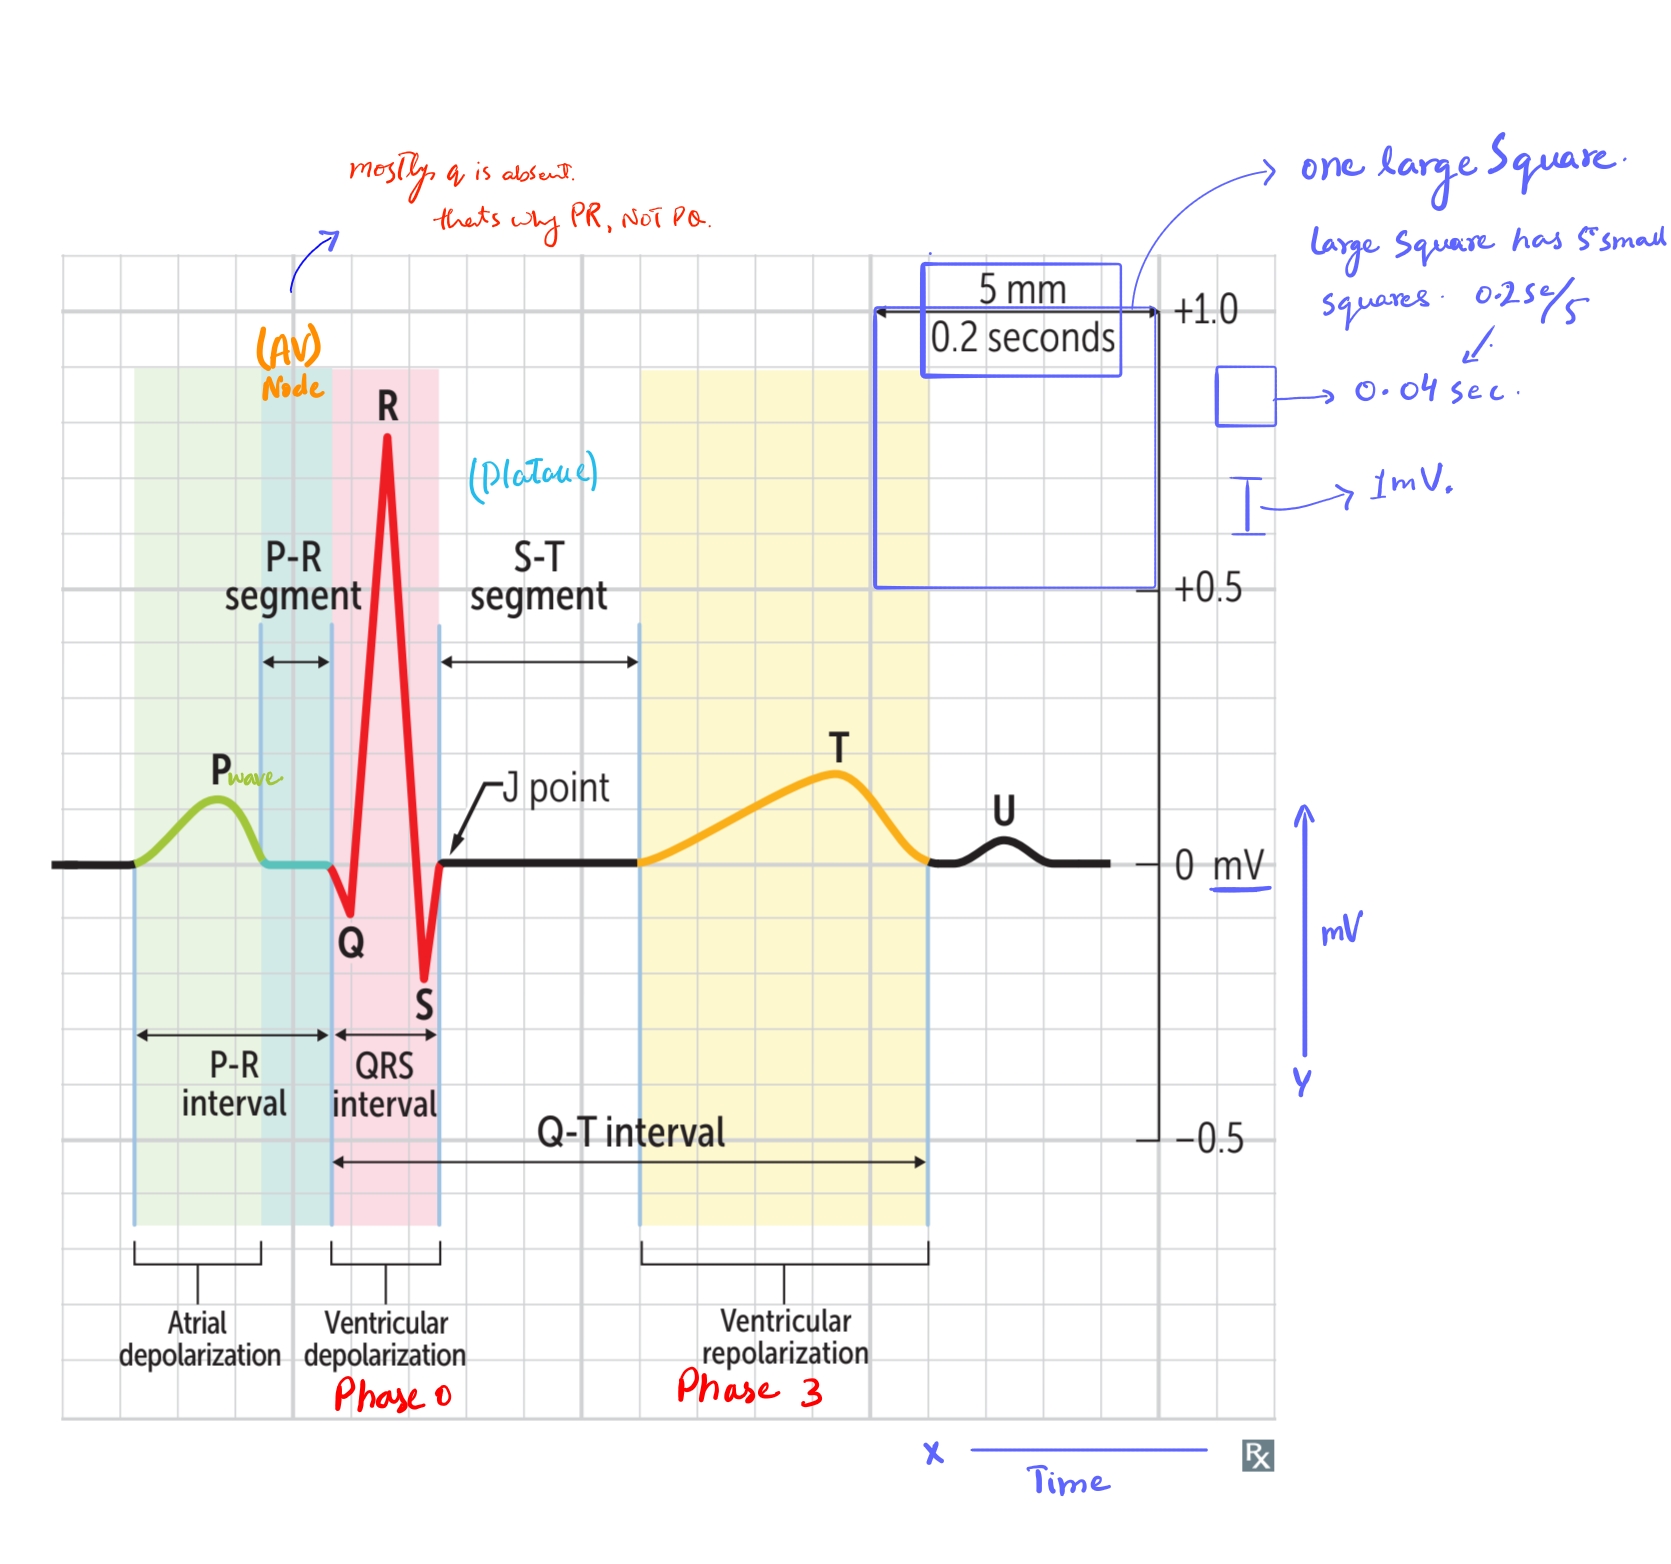 mostly q is absent.
thats why PR, NOT PQ.
one large Square.
large square has 5 small
squares. 0.2se/5
5 mm
0.2 seconds
+1.0
(AV)
Node
0.04 sec.
R
(Plataue)
1mV.
P-R
segment
S-T
segment
+0.5
P wave
T
J point
U
0 mV
mV
Q
S
P-R
interval
QRS
interval
Q-T interval
−0.5
Y
Atrial
depolarization
Ventricular
depolarization
Phase 0
Ventricular
repolarization
Phase 3
X
Time
Rx